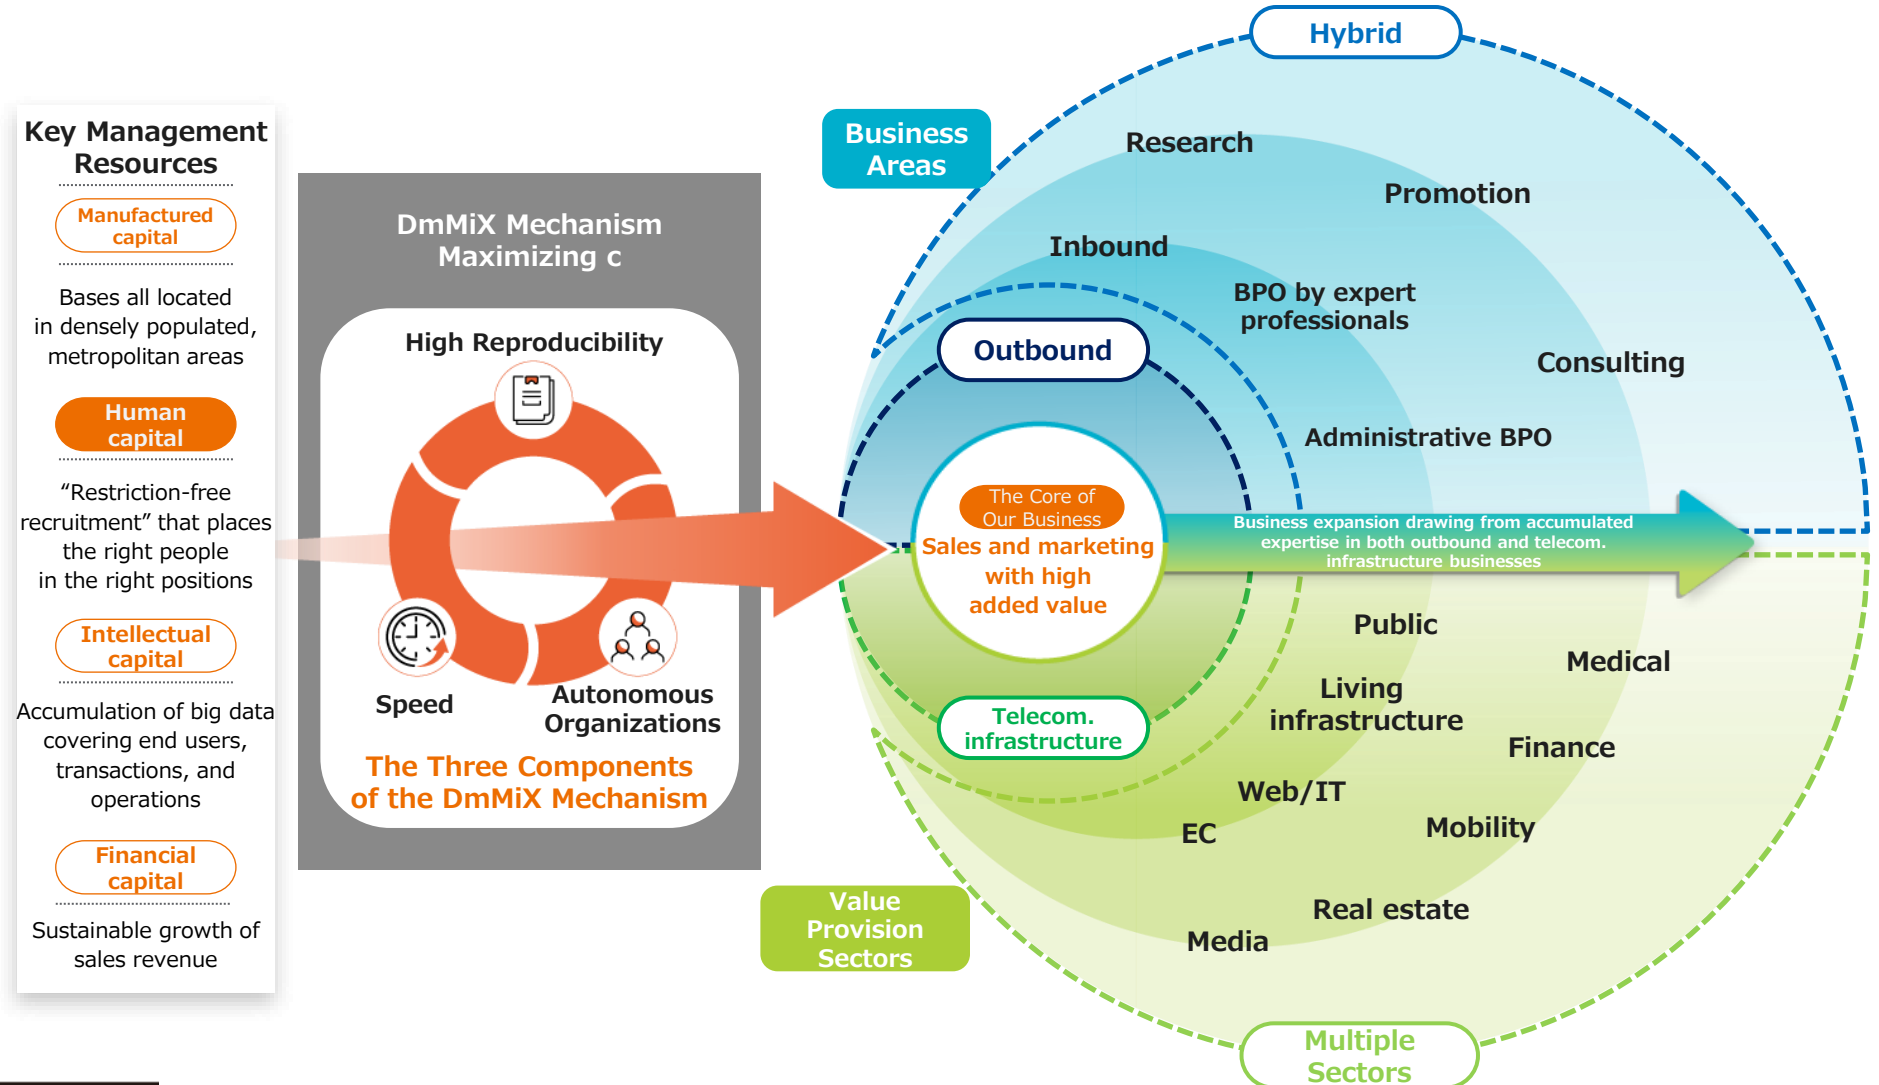 Key Management
Resources
Manufactured
capital
Bases all located
in densely populated,
metropolitan areas
Human
capital
“Restriction-free
recruitment” that places
the right people
in the right positions
Intellectual
capital
Accumulation of big data
covering end users,
transactions, and
operations
Financial
capital
Sustainable growth of
sales revenue
DmMiX Mechanism
Maximizing c
High Reproducibility
Speed
Autonomous
Organizations
The Three Components
of the DmMiX Mechanism
Business
Areas
Hybrid
Research
Promotion
Inbound
BPO by expert
professionals
Outbound
Consulting
Administrative BPO
The Core of
Our Business
Sales and marketing
with high
added value
Business expansion drawing from accumulated
expertise in both outbound and telecom.
infrastructure businesses
Public
Medical
Living
infrastructure
Telecom.
infrastructure
Finance
Web/IT
EC
Mobility
Real estate
Media
Value
Provision
Sectors
Multiple
Sectors